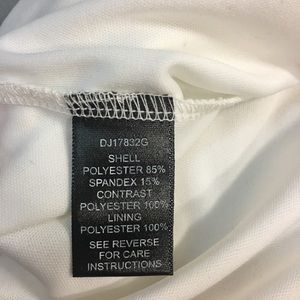 DJ17832G
SHELL
POLYESTER 85%
SPANDEX 15%
CONTRAST
POLYESTER 100%
LINING
POLYESTER 100%
SEE REVERSE
FOR CARE
INSTRUCTIONS